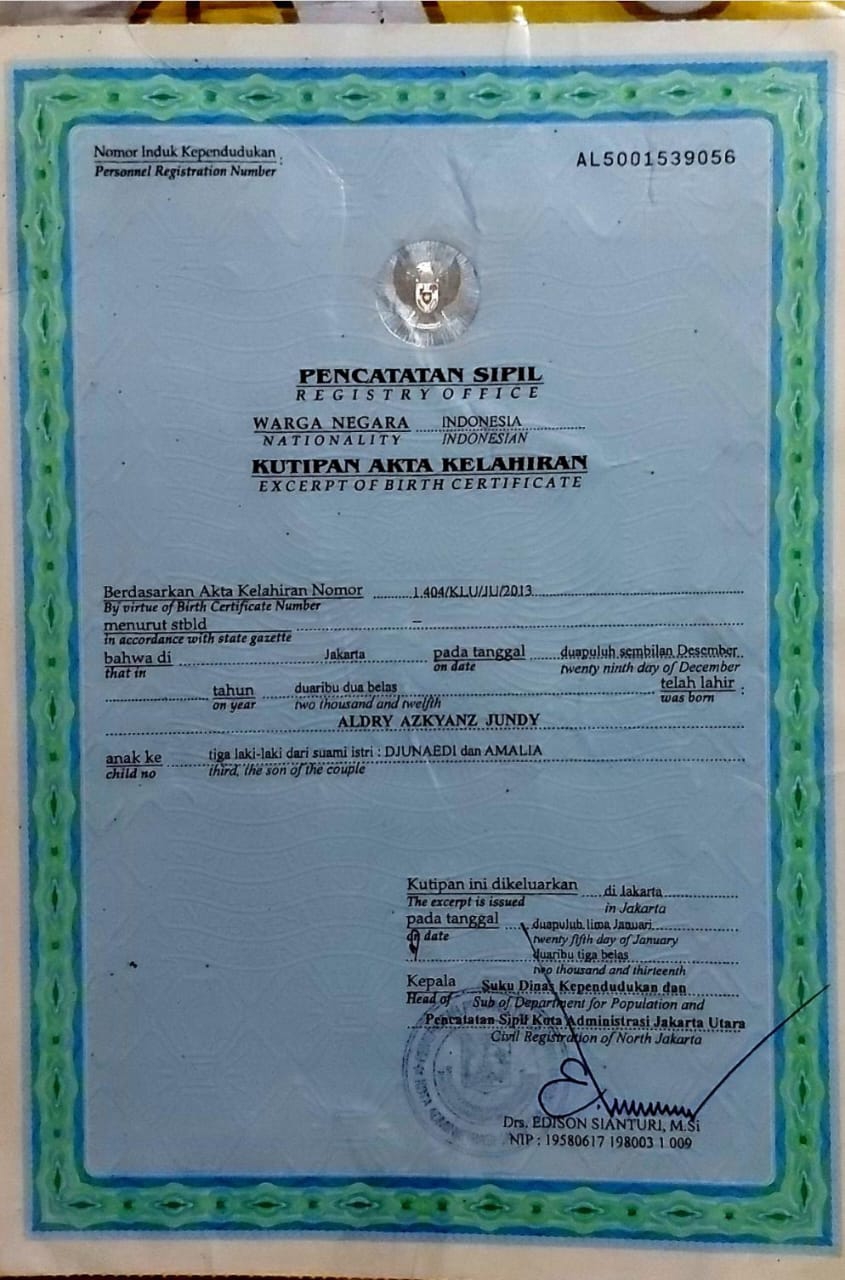 Nomor Induk Kependudukan :
Personnel Registration Number
AL5001539056
PENCATATAN SIPIL
REGISTRY OFFICE
WARGA NEGARA INDONESIA
NATIONALITY INDONESIAN
KUTIPAN AKTA KELAHIRAN
EXCERPT OF BIRTH CERTIFICATE
Berdasarkan Akta Kelahiran Nomor 1.404/KLU/JU/2013
By virtue of Birth Certificate Number
menurut stbld –
in accordance with state gazette
bahwa di Jakarta pada tanggal duapuluh sembilan Desember
that in on date twenty ninth day of December
tahun duaribu dua belas telah lahir :
on year two thousand and twelfth was born
ALDRY AZKYANZ JUNDY
anak ke tiga laki-laki dari suami istri : DJUNAEDI dan AMALIA
child no third, the son of the couple
Kutipan ini dikeluarkan di Jakarta
The excerpt is issued in Jakarta
pada tanggal duapuluh lima Januari
on date twenty fifth day of January
duaribu tiga belas
two thousand and thirteenth
Kepala Suku Dinas Kependudukan dan
Head of Sub of Department for Population and
Pencatatan Sipil Kota Administrasi Jakarta Utara
Civil Registration of North Jakarta
Drs. EDISON SIANTURI, M.Si
NIP : 19580617 198003 1 009